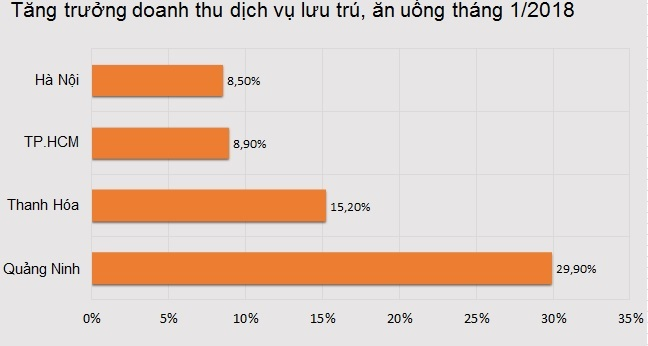 Tăng trưởng doanh thu dịch vụ lưu trú, ăn uống tháng 1/2018
Hà Nội
8,50%
TP.HCM
8,90%
Thanh Hóa
15,20%
Quảng Ninh
29,90%
0% 5% 10% 15% 20% 25% 30% 35%